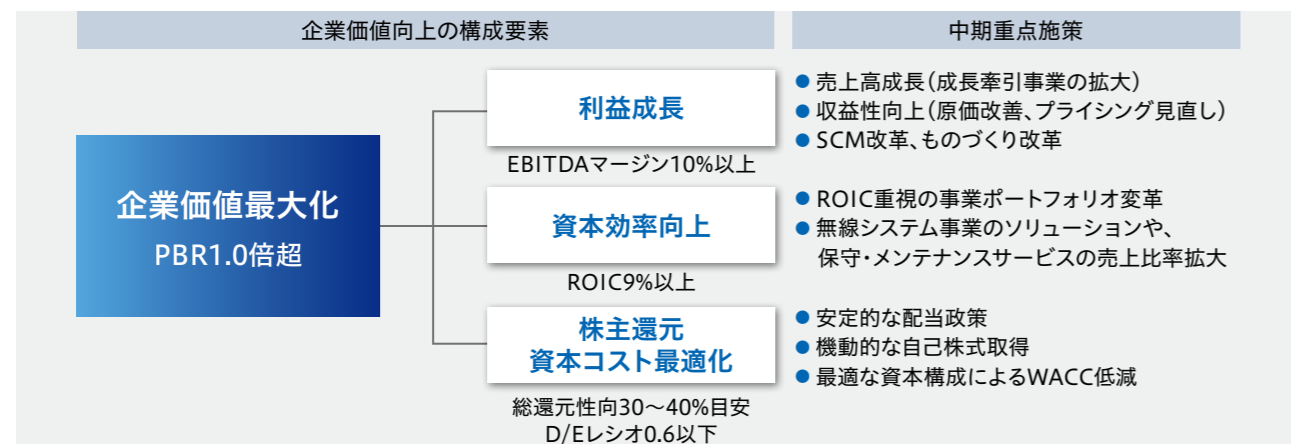 企業価値向上の構成要素
中期重点施策
企業価値最大化
PBR1.0倍超
利益成長
EBITDAマージン10%以上
● 売上高成長(成長牽引事業の拡大)
● 収益性向上(原価改善、プライシング見直し)
● SCM改革、ものづくり改革
資本効率向上
ROIC9%以上
● ROIC重視の事業ポートフォリオ変革
● 無線システム事業のソリューションや、
保守・メンテナンスサービスの売上比率拡大
株主還元
資本コスト最適化
総還元性向30~40%目安
D/Eレシオ0.6以下
● 安定的な配当政策
● 機動的な自己株式取得
● 最適な資本構成によるWACC低減